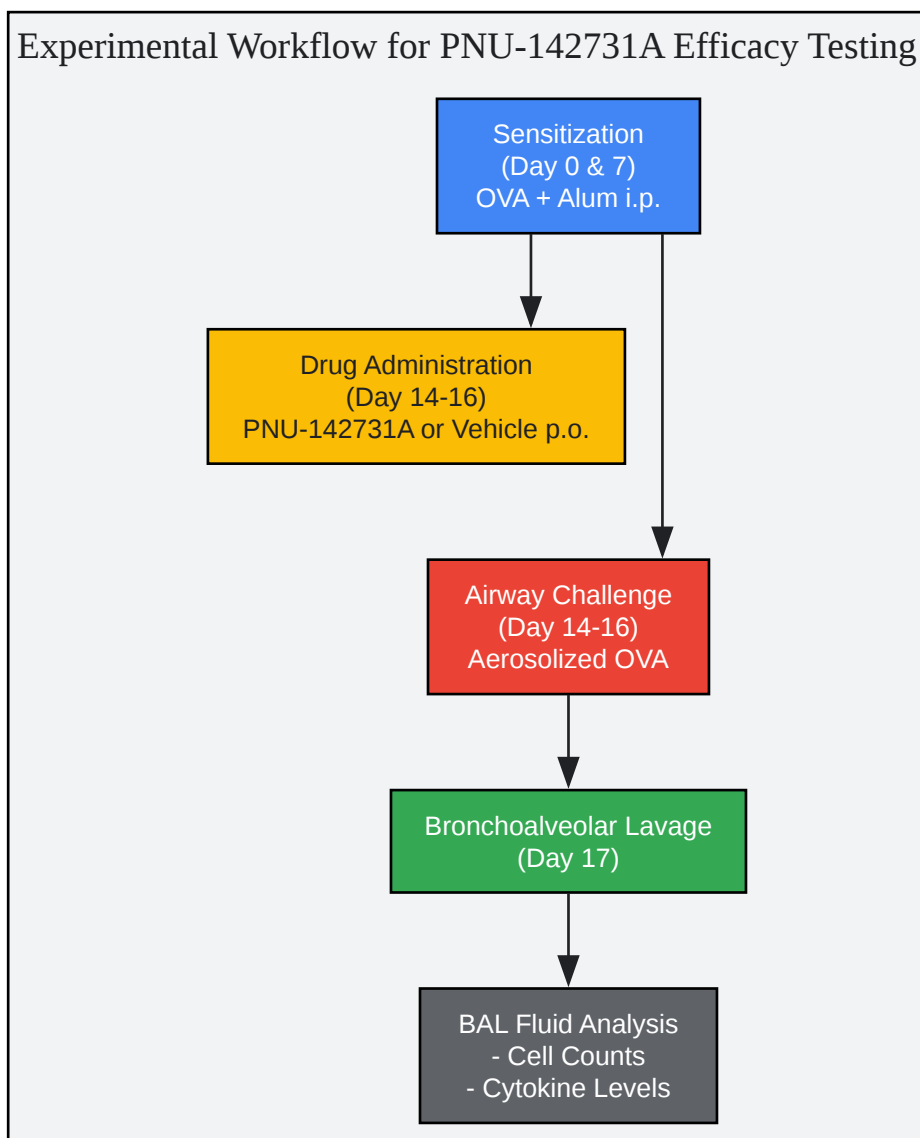 Experimental Workflow for PNU-142731A Efficacy Testing
Sensitization
(Day 0 & 7)
OVA + Alum i.p.
Drug Administration
(Day 14-16)
PNU-142731A or Vehicle p.o.
Airway Challenge
(Day 14-16)
Aerosolized OVA
Bronchoalveolar Lavage
(Day 17)
BAL Fluid Analysis
- Cell Counts
- Cytokine Levels